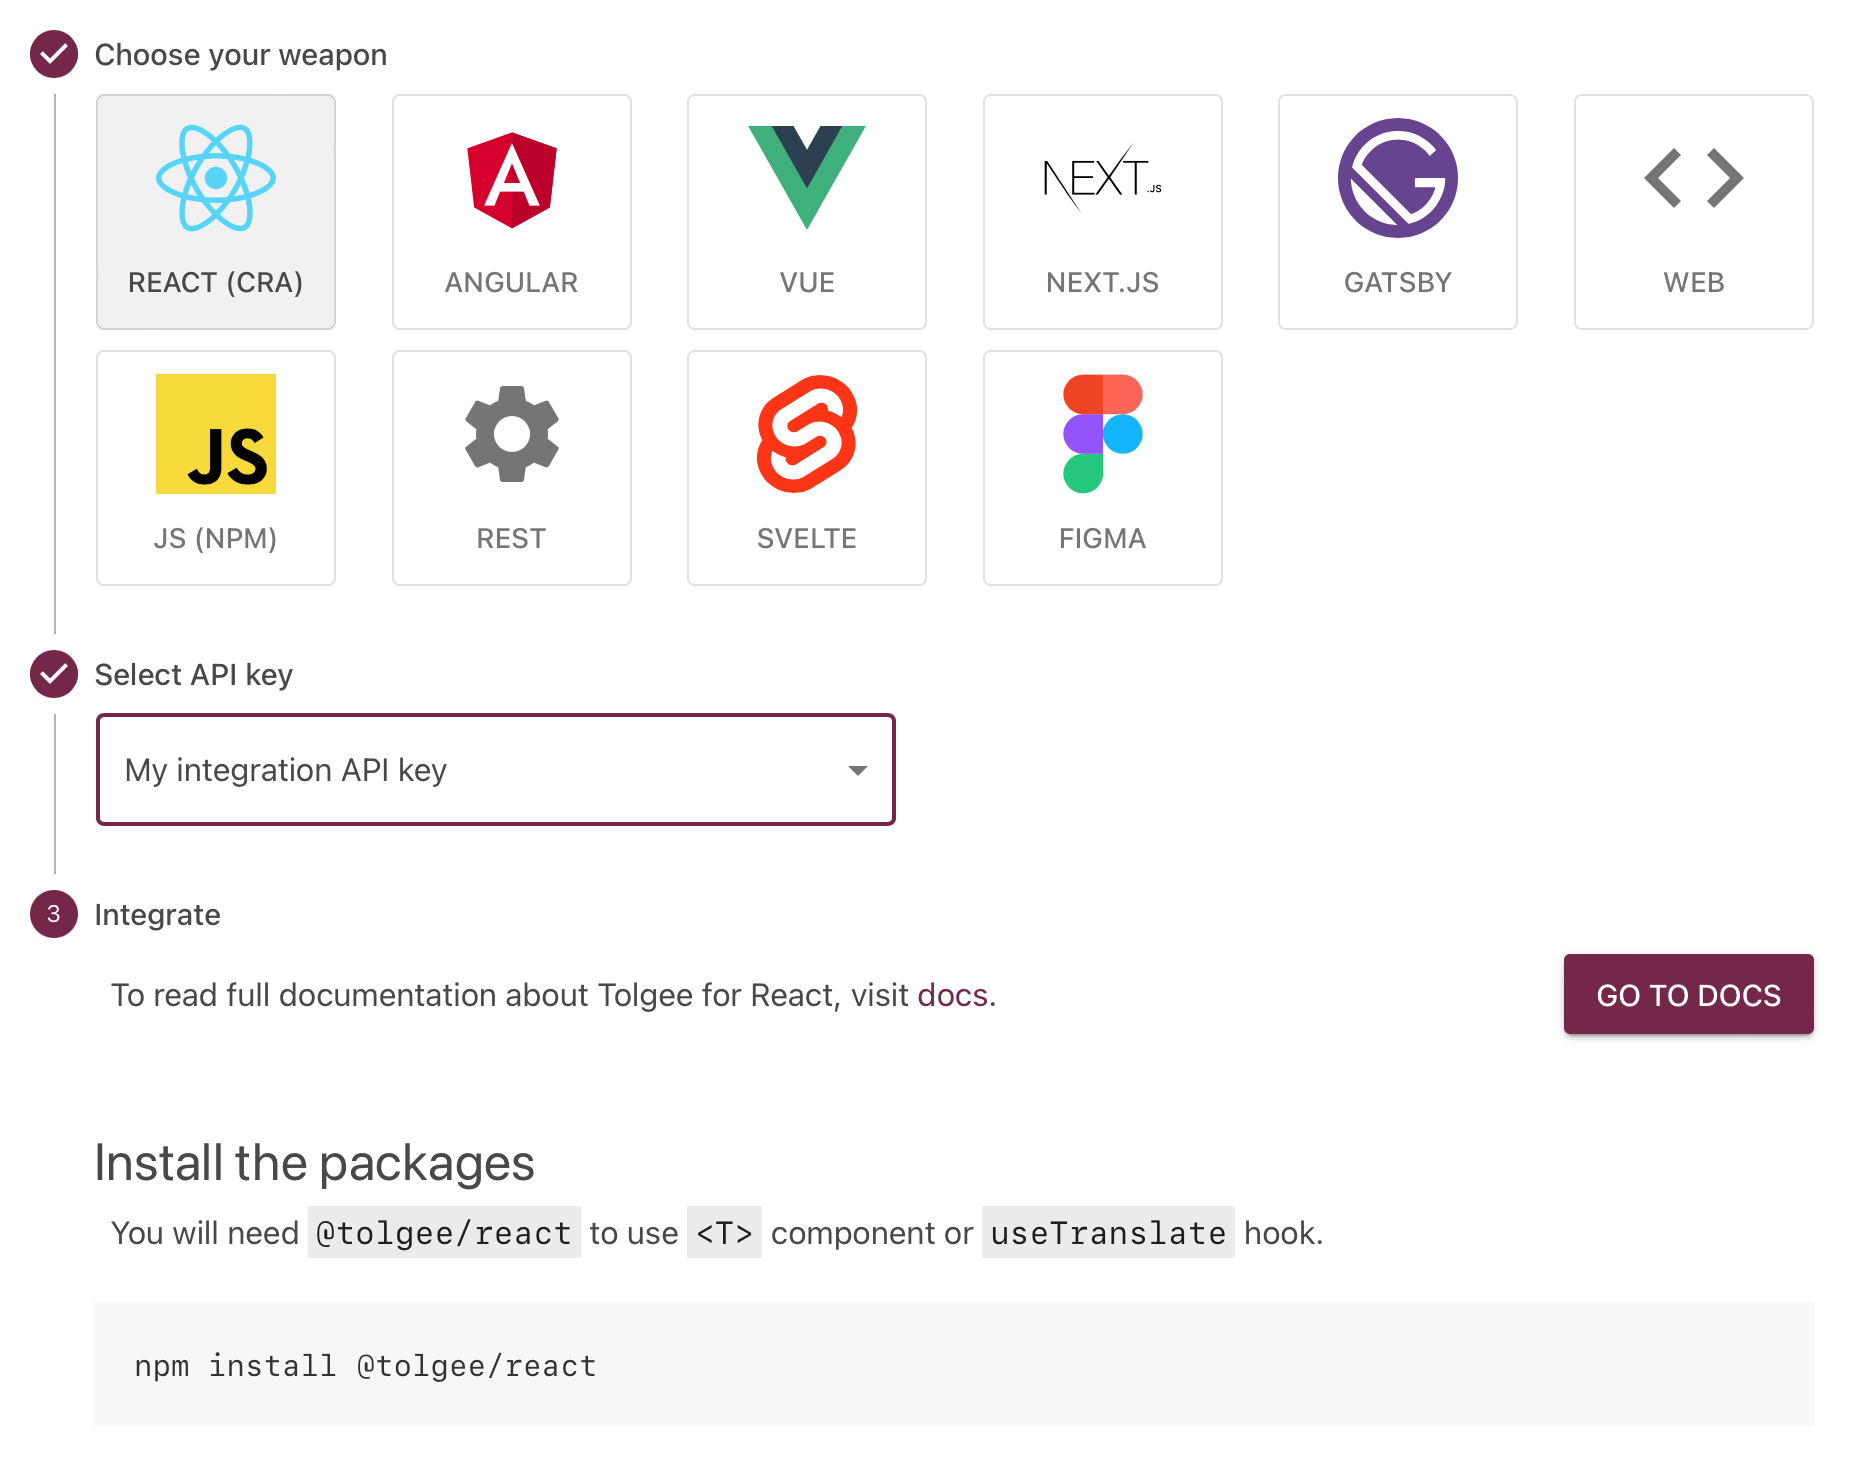 Choose your weapon
NEXT.JS
REACT (CRA)
ANGULAR
VUE
NEXT.JS
GATSBY
WEB
JS
JS (NPM)
REST
SVELTE
FIGMA
Select API key
My integration API key
3 Integrate
To read full documentation about Tolgee for React, visit docs.
GO TO DOCS
Install the packages
You will need @tolgee/react to use <T> component or useTranslate hook.
npm install @tolgee/react